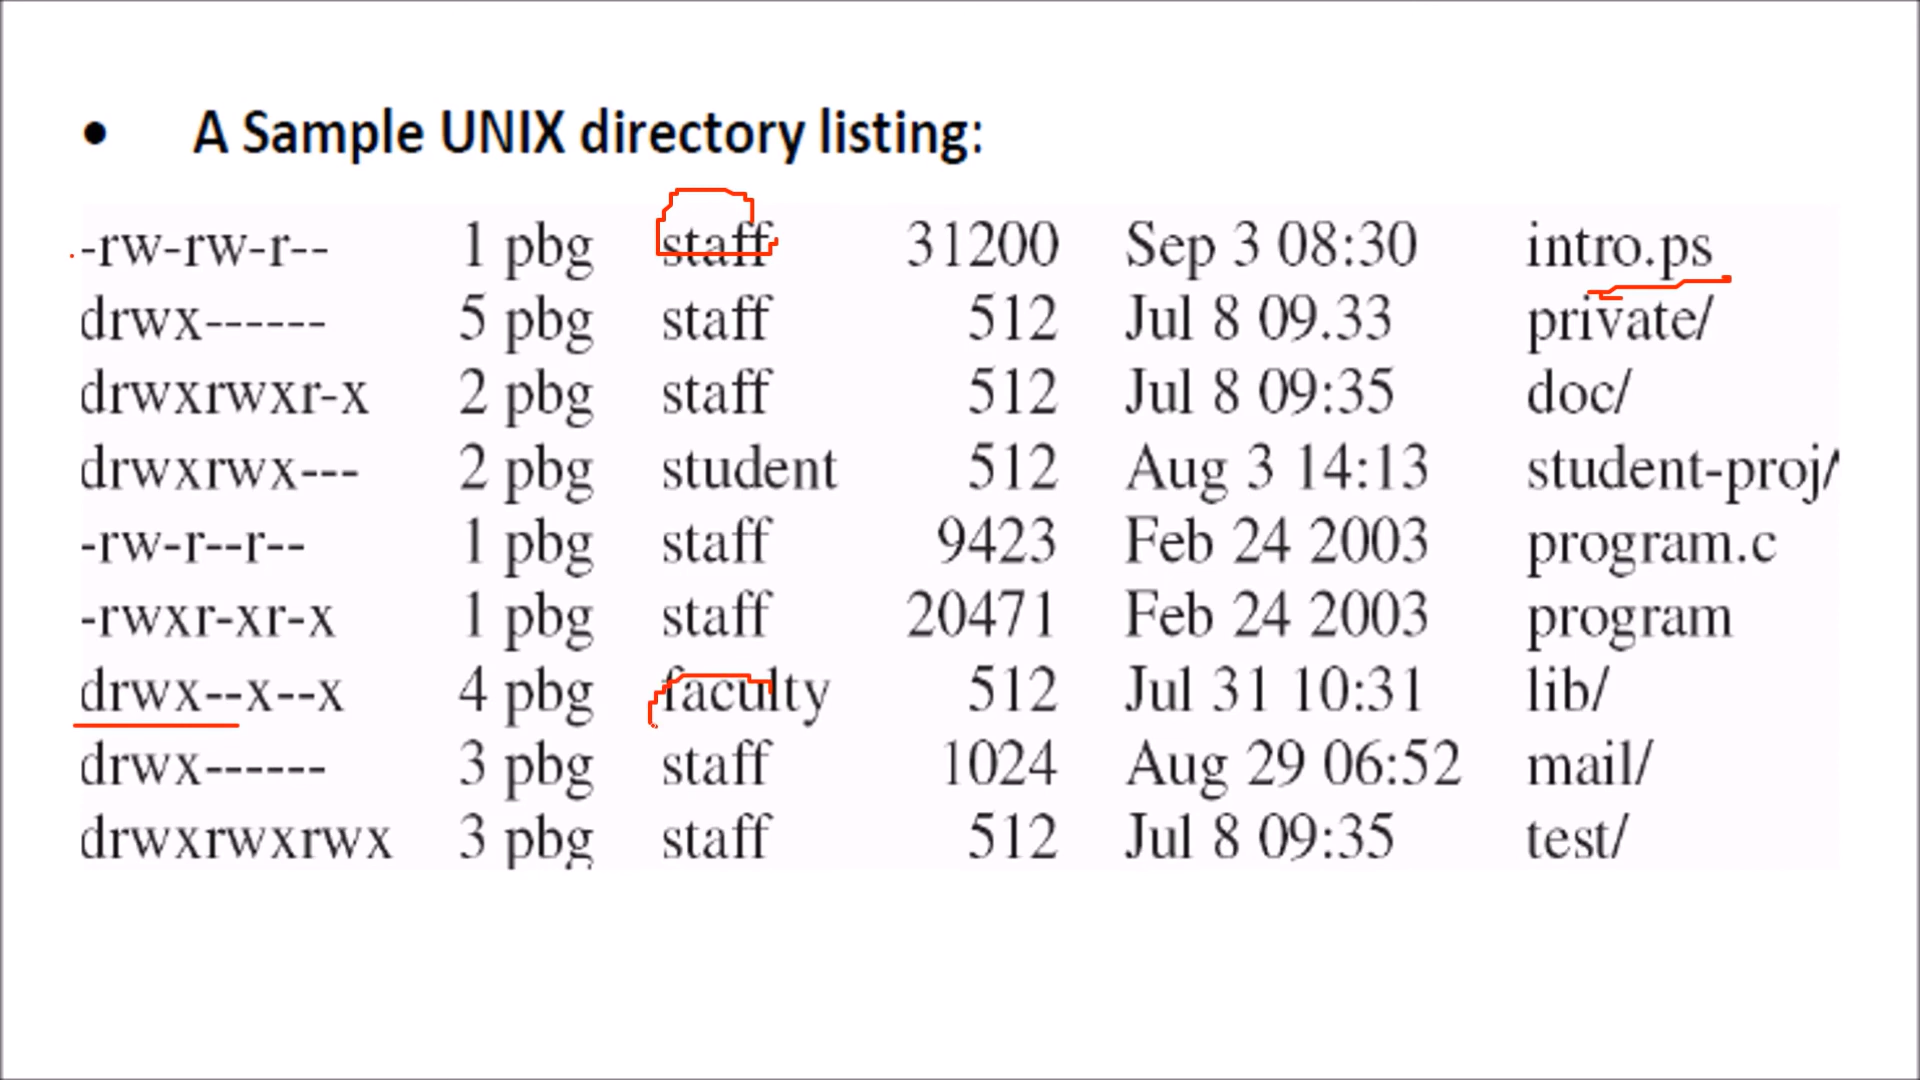 • A Sample UNIX directory listing:
-rw-rw-r-- 1 pbg staff 31200 Sep 3 08:30 intro.ps
drwx------ 5 pbg staff 512 Jul 8 09.33 private/
drwxrwxr-x 2 pbg staff 512 Jul 8 09:35 doc/
drwxrwx--- 2 pbg student 512 Aug 3 14:13 student-proj/
-rw-r--r-- 1 pbg staff 9423 Feb 24 2003 program.c
-rwxr-xr-x 1 pbg staff 20471 Feb 24 2003 program
drwx--x--x 4 pbg faculty 512 Jul 31 10:31 lib/
drwx------ 3 pbg staff 1024 Aug 29 06:52 mail/
drwxrwxrwx 3 pbg staff 512 Jul 8 09:35 test/